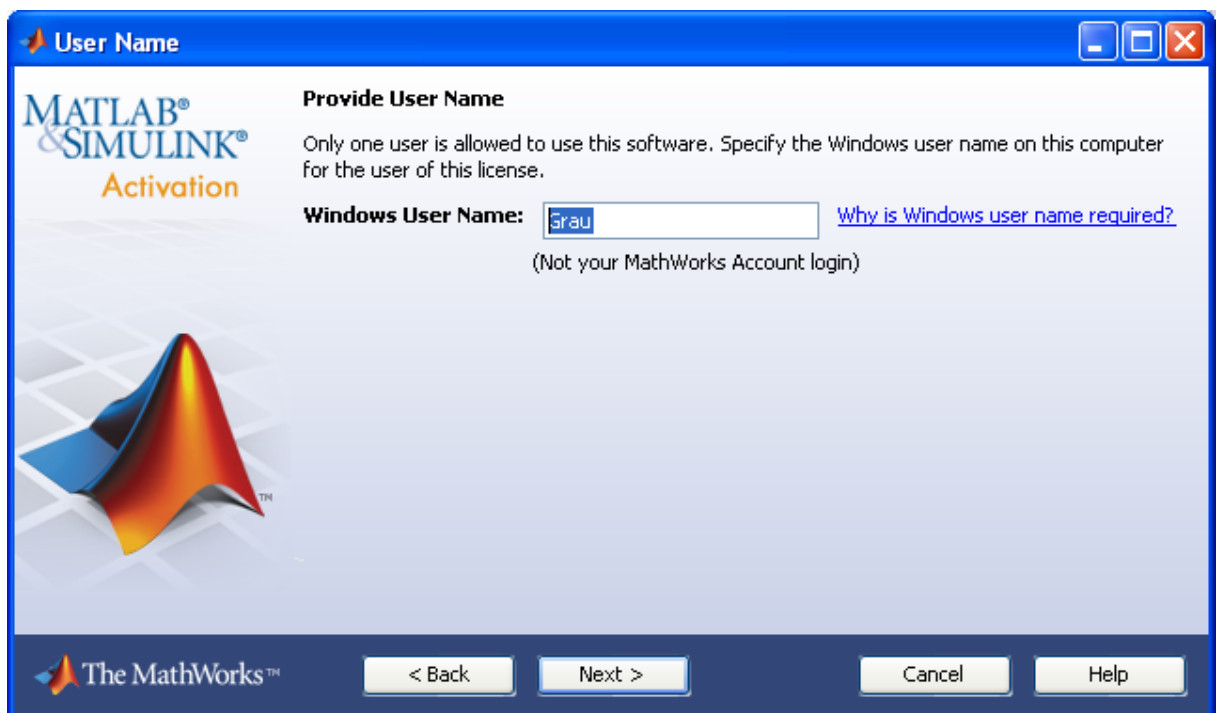 User Name
MATLAB®
&SIMULINK®
Activation
Provide User Name
Only one user is allowed to use this software. Specify the Windows user name on this computer
for the user of this license.
Windows User Name: Grau Why is Windows user name required?
(Not your MathWorks Account login)
TM
The MathWorks™ < Back Next > Cancel Help